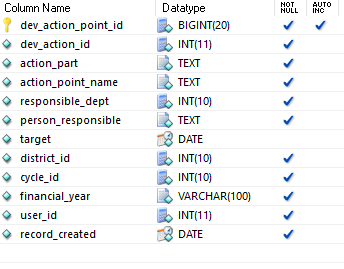 Column Name Datatype NOT NULL AUTO INC
dev_action_point_id BIGINT(20)
dev_action_id INT(11)
action_part TEXT
action_point_name TEXT
responsible_dept INT(10)
person_responsible TEXT
target DATE
district_id INT(10)
cycle_id INT(10)
financial_year VARCHAR(100)
user_id INT(11)
record_created DATE